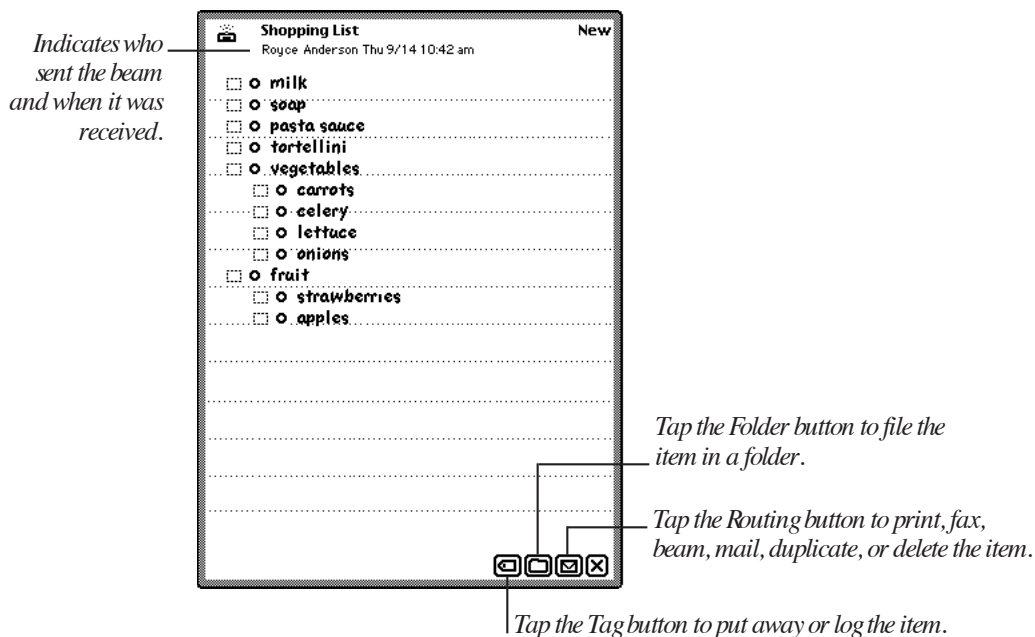 Shopping List New
Royce Anderson Thu 9/14 10:42 am
Indicates who
sent the beam
and when it was
received.
milk
soap
pasta sauce
tortellini
vegetables
carrots
celery
lettuce
onions
fruit
strawberries
apples
Tap the Folder button to file the
item in a folder.
Tap the Routing button to print, fax,
beam, mail, duplicate, or delete the item.
Tap the Tag button to put away or log the item.